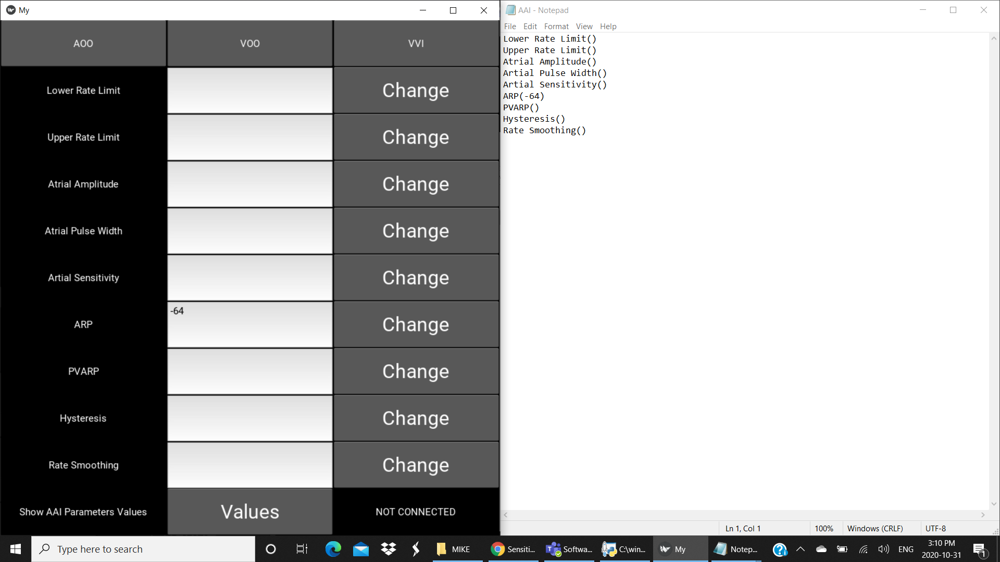 My
AOO VOO VVI
Lower Rate Limit Change
Upper Rate Limit Change
Atrial Amplitude Change
Atrial Pulse Width Change
Artial Sensitivity Change
ARP -64 Change
PVARP Change
Hysteresis Change
Rate Smoothing Change
Show AAI Parameters Values Values NOT CONNECTED
AAI - Notepad
File Edit Format View Help
Lower Rate Limit()
Upper Rate Limit()
Atrial Amplitude()
Artial Pulse Width()
Artial Sensitivity()
ARP(-64)
PVARP()
Hysteresis()
Rate Smoothing()
Ln 1, Col 1 100% Windows (CRLF) UTF-8
Type here to search MIKE Sensiti... Softwa... C:\win... My Notep... ENG
3:10 PM
2020-10-31
1